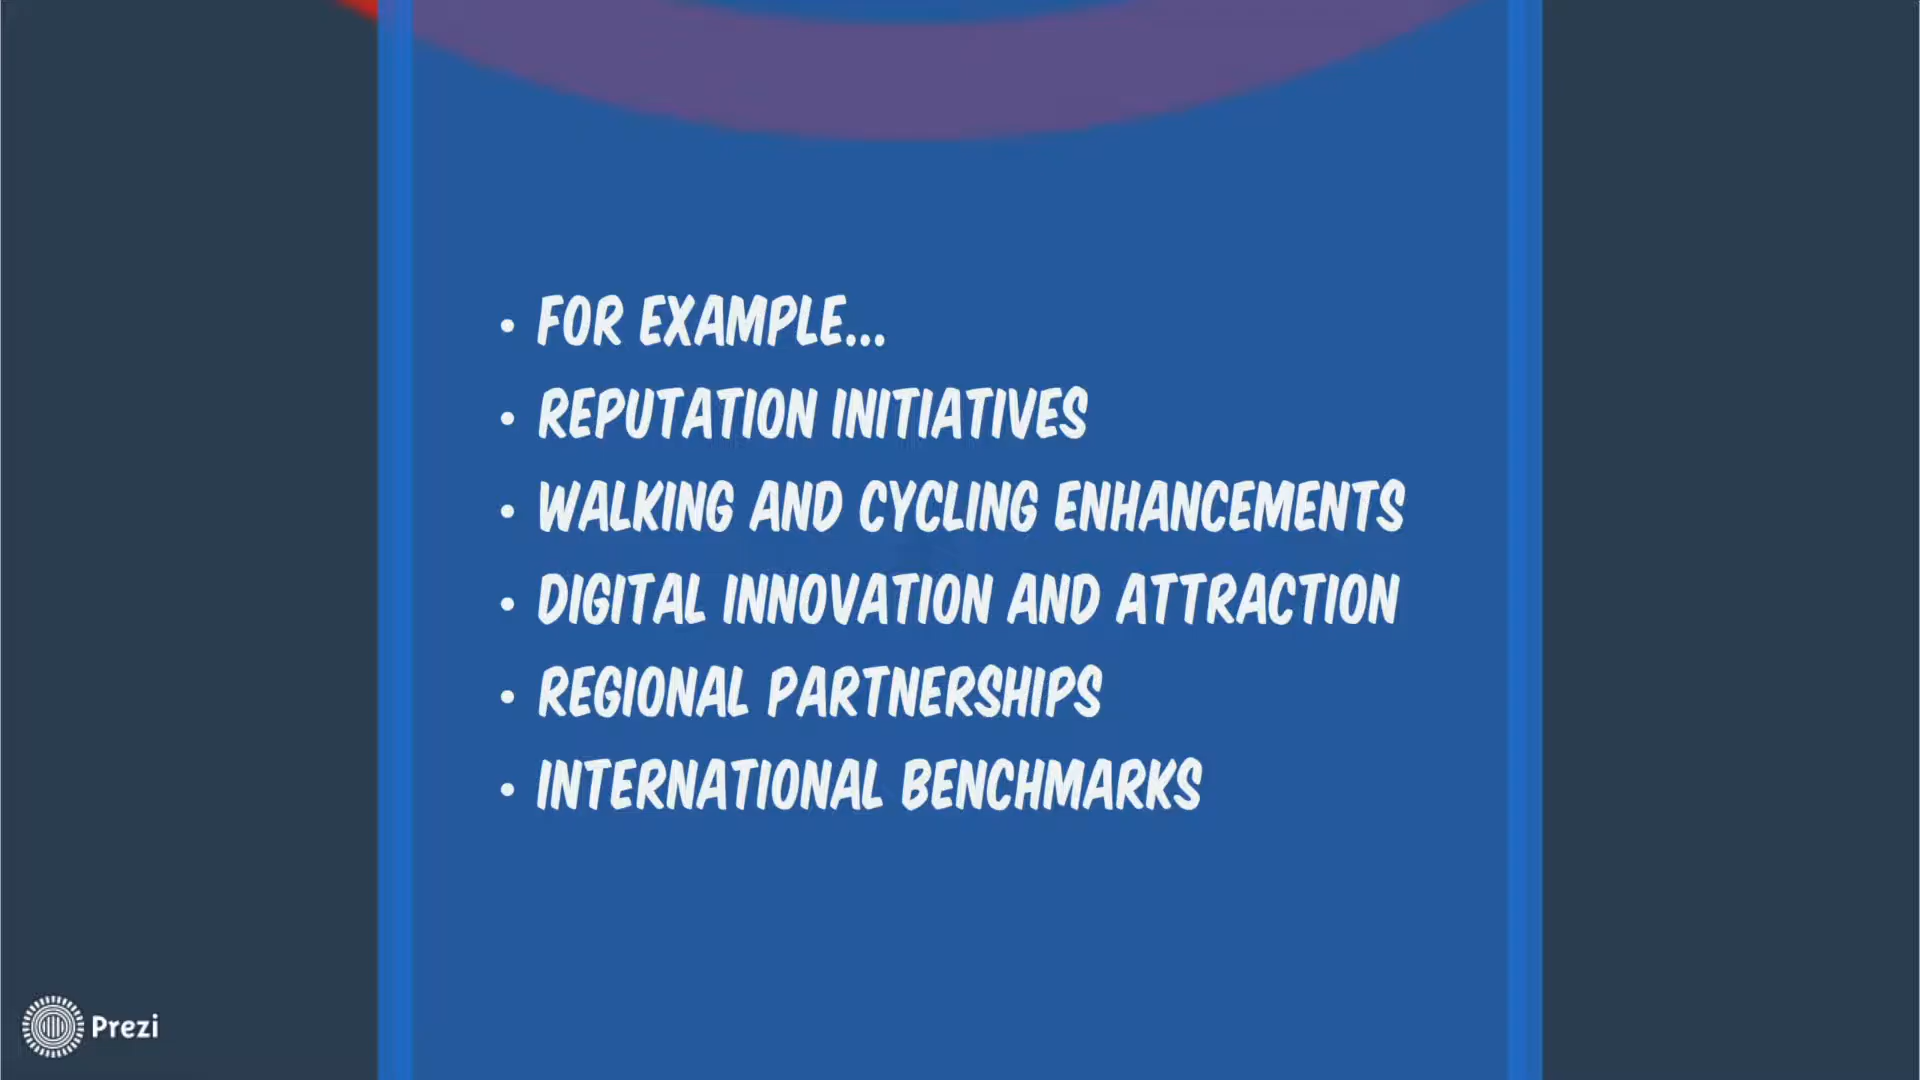 • FOR EXAMPLE...
• REPUTATION INITIATIVES
• WALKING AND CYCLING ENHANCEMENTS
• DIGITAL INNOVATION AND ATTRACTION
• REGIONAL PARTNERSHIPS
• INTERNATIONAL BENCHMARKS
Prezi